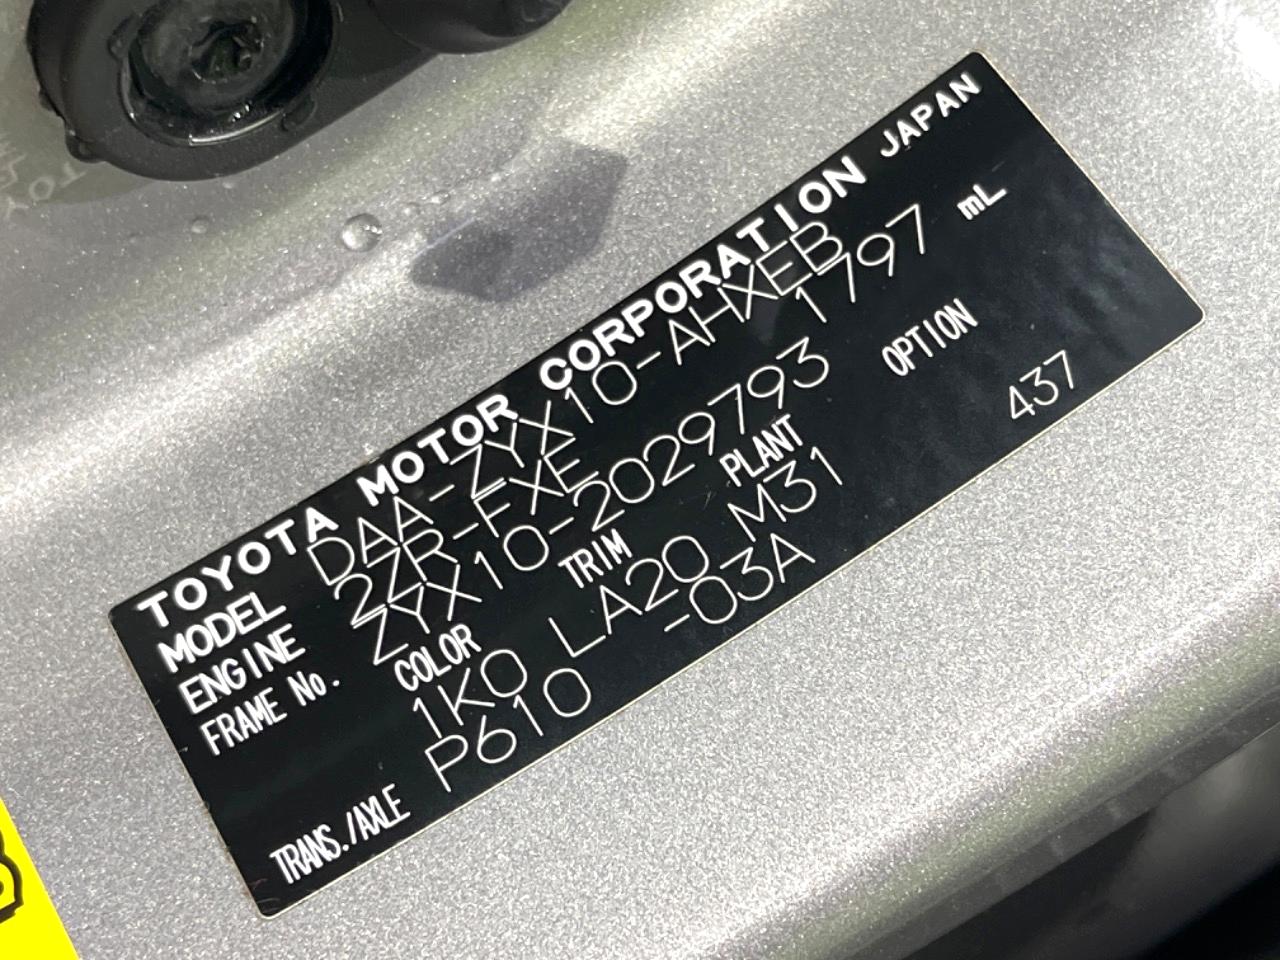 TOYOTA MOTOR CORPORATION JAPAN
MODEL DAA-ZYX10-AHXEB
ENGINE 2ZR-FXE 1797 mL
FRAME No. ZYX10-2029793
COLOR TRIM PLANT OPTION
1K0 LA20 M31 437
TRANS./AXLE P610 -03A